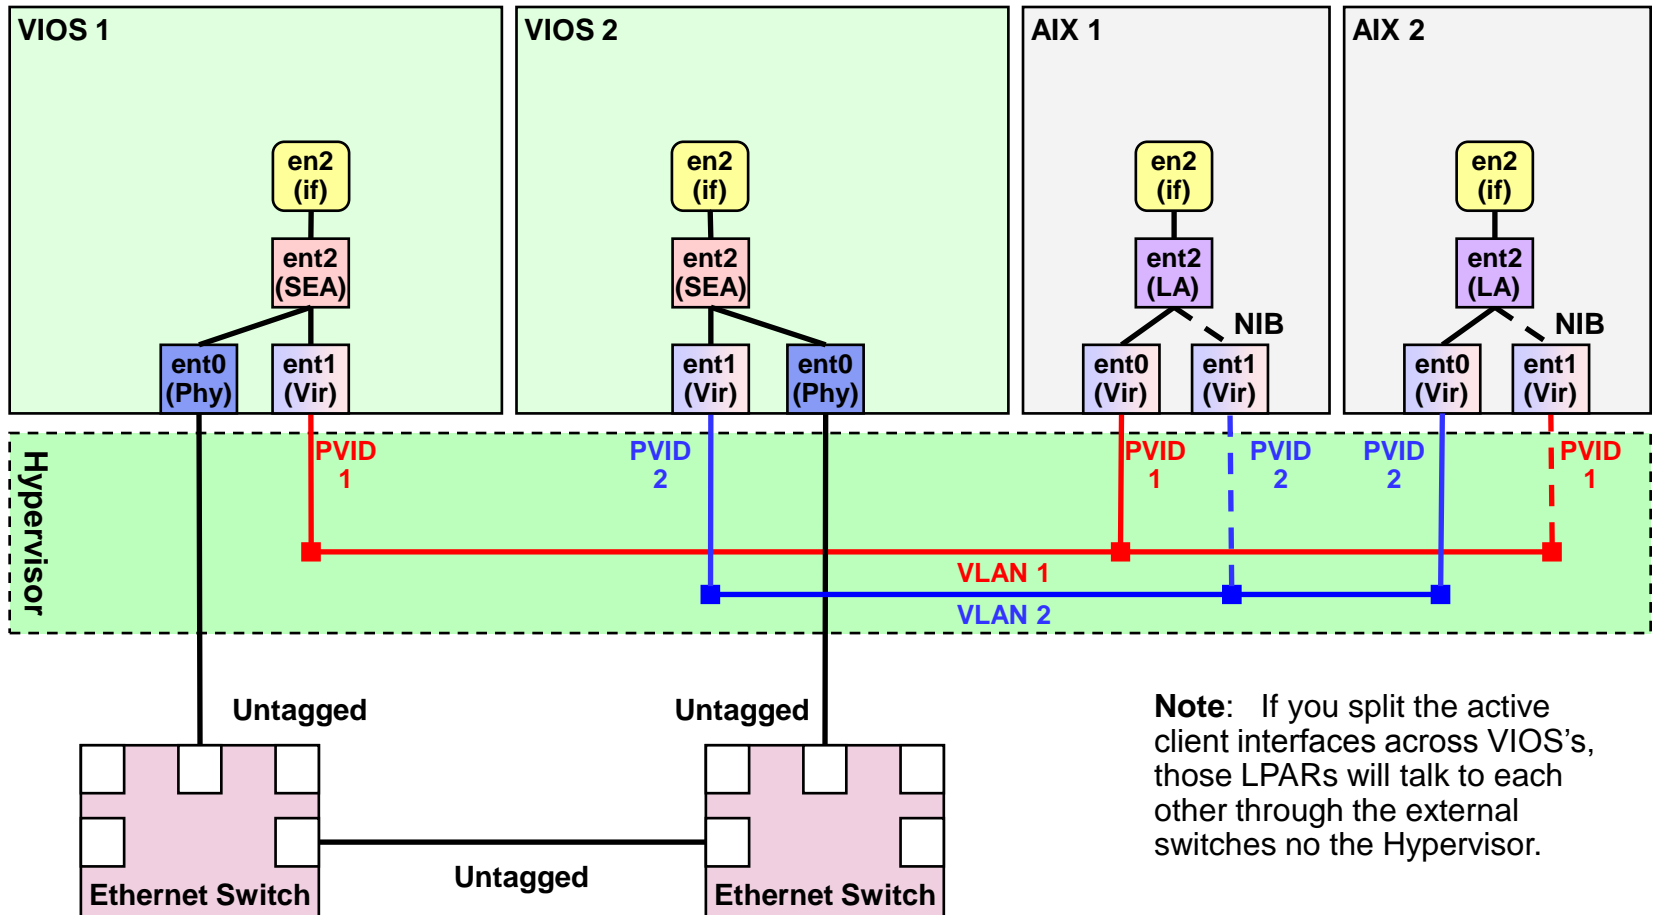 VIOS 1
VIOS 2
AIX 1
AIX 2
en2
(if)
en2
(if)
en2
(if)
en2
(if)
ent2
(SEA)
ent2
(SEA)
ent2
(LA)
ent2
(LA)
NIB
NIB
ent0
(Phy)
ent1
(Vir)
ent1
(Vir)
ent0
(Phy)
ent0
(Vir)
ent1
(Vir)
ent0
(Vir)
ent1
(Vir)
Hypervisor
PVID
1
PVID
2
PVID
1
PVID
2
PVID
2
PVID
1
VLAN 1
VLAN 2
Untagged
Untagged
Note: If you split the active
client interfaces across VIOS's,
those LPARs will talk to each
other through the external
switches no the Hypervisor.
Untagged
Ethernet Switch
Ethernet Switch